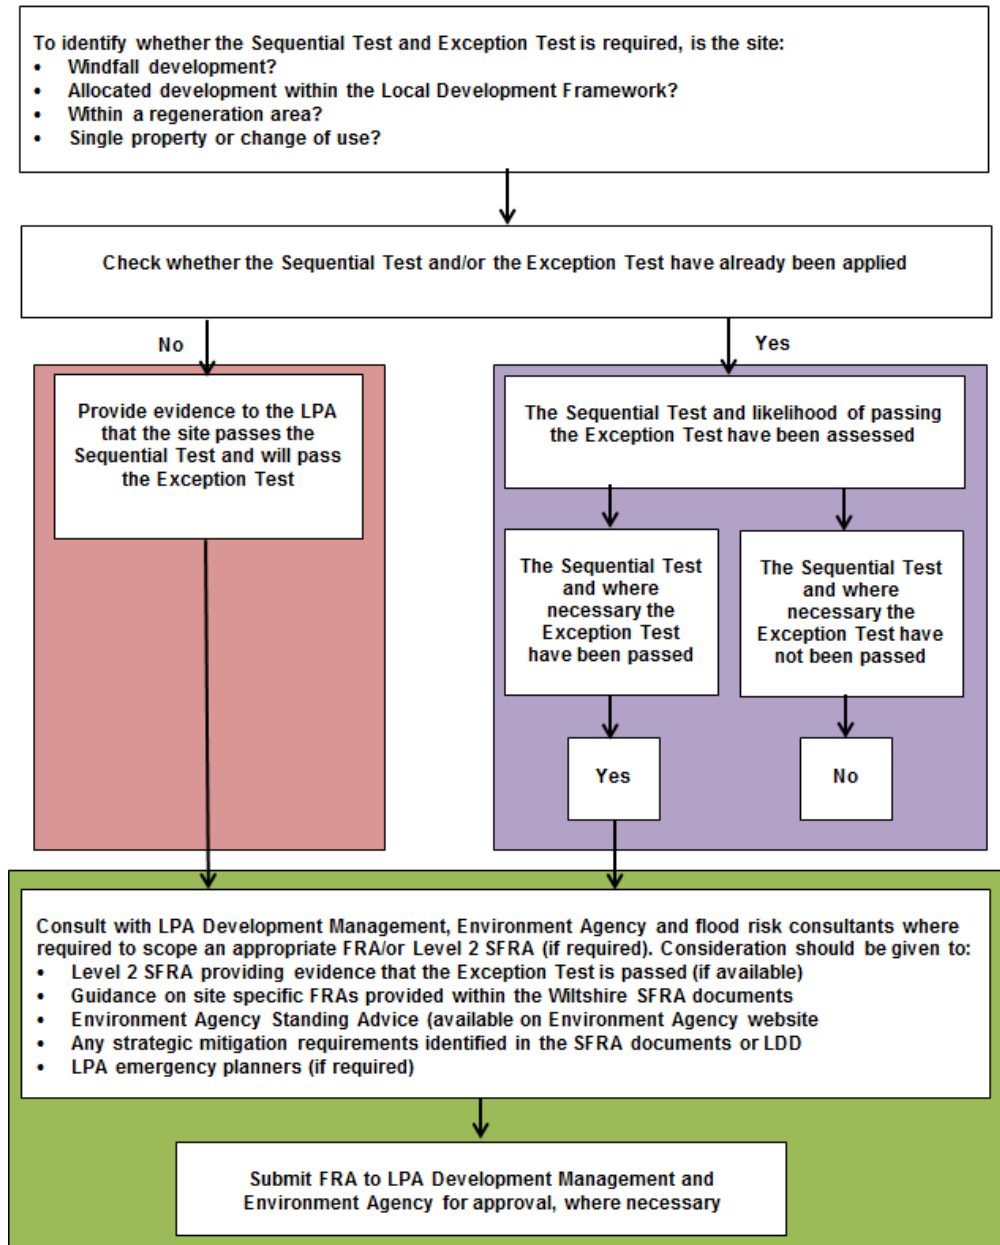 To identify whether the Sequential Test and Exception Test is required, is the site:
• Windfall development?
• Allocated development within the Local Development Framework?
• Within a regeneration area?
• Single property or change of use?
Check whether the Sequential Test and/or the Exception Test have already been applied
No
Yes
Provide evidence to the LPA
that the site passes the
Sequential Test and will pass
the Exception Test
The Sequential Test and likelihood of passing
the Exception Test have been assessed
The Sequential Test
and where
necessary the
Exception Test
have been passed
The Sequential Test
and where
necessary the
Exception Test have
not been passed
Yes
No
Consult with LPA Development Management, Environment Agency and flood risk consultants where
required to scope an appropriate FRA/or Level 2 SFRA (if required). Consideration should be given to:
• Level 2 SFRA providing evidence that the Exception Test is passed (if available)
• Guidance on site specific FRAs provided within the Wiltshire SFRA documents
• Environment Agency Standing Advice (available on Environment Agency website
• Any strategic mitigation requirements identified in the SFRA documents or LDD
• LPA emergency planners (if required)
Submit FRA to LPA Development Management and
Environment Agency for approval, where necessary